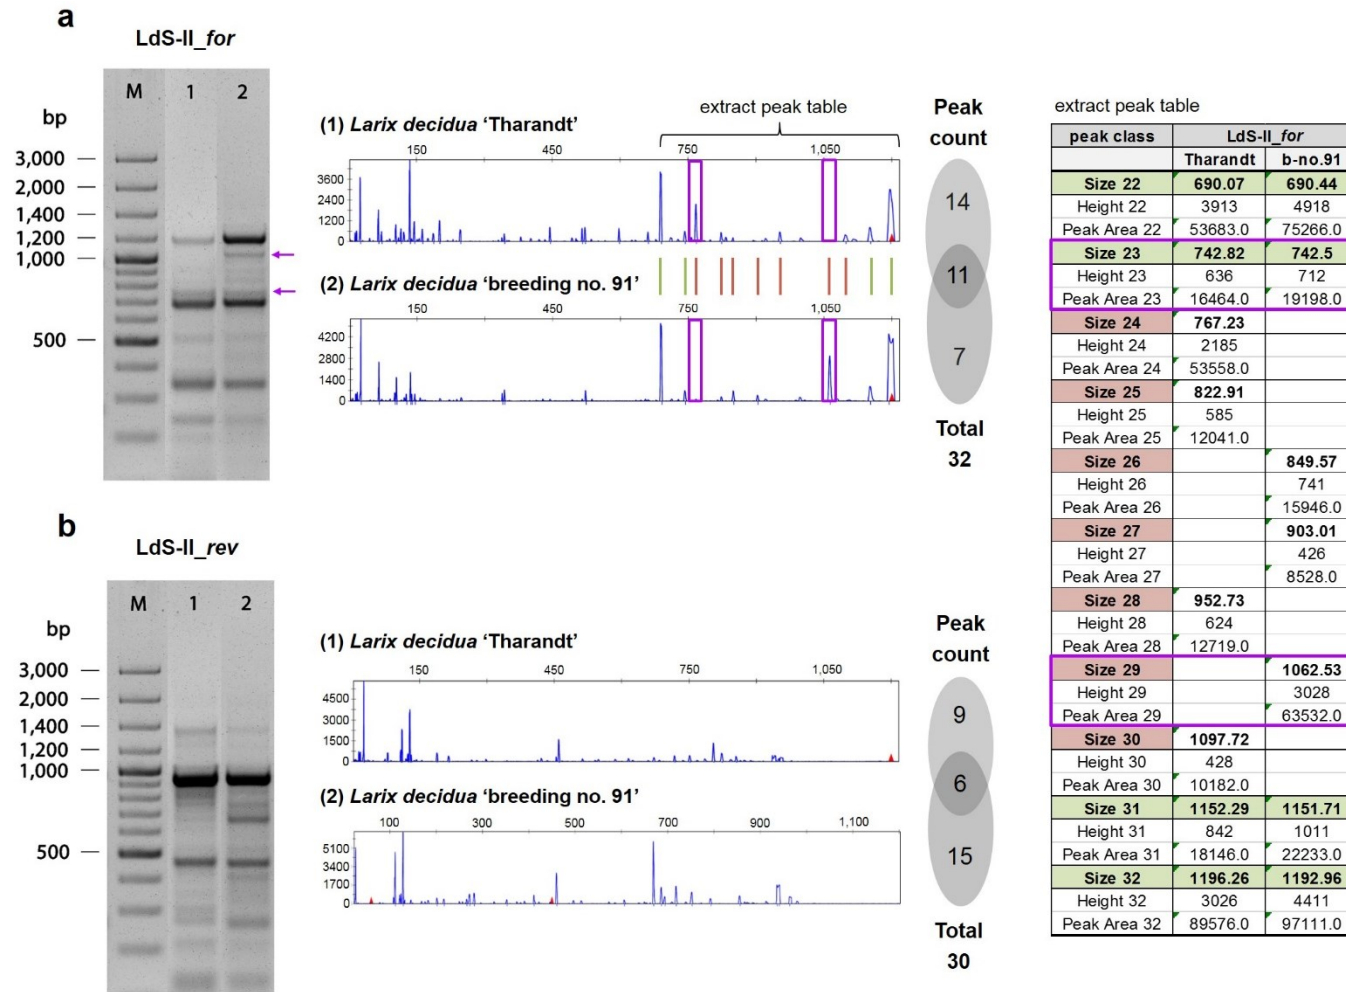 a
LdS-II_for
M 1 2
bp
3,000
2,000
1,400
1,200
1,000
500
extract peak table
(1) Larix decidua ‘Tharandt’
150 450 750 1,050
3600
2400
1200
0
(2) Larix decidua ‘breeding no. 91’
150 450 750 1,050
4200
2800
1400
0
Peak
count
14
11
7
Total
32
b
LdS-II_rev
M 1 2
bp
3,000
2,000
1,400
1,200
1,000
500
(1) Larix decidua ‘Tharandt’
150 450 750 1,050
4500
3000
1500
0
(2) Larix decidua ‘breeding no. 91’
100 300 500 700 900 1,100
5100
3400
1700
0
Peak
count
9
6
15
Total
30
extract peak table
peak class LdS-II_for
Tharandt b-no.91
Size 22 690.07 690.44
Height 22 3913 4918
Peak Area 22 53683.0 75266.0
Size 23 742.82 742.5
Height 23 636 712
Peak Area 23 16464.0 19198.0
Size 24 767.23
Height 24 2185
Peak Area 24 53558.0
Size 25 822.91
Height 25 585
Peak Area 25 12041.0
Size 26 849.57
Height 26 741
Peak Area 26 15946.0
Size 27 903.01
Height 27 426
Peak Area 27 8528.0
Size 28 952.73
Height 28 624
Peak Area 28 12719.0
Size 29 1062.53
Height 29 3028
Peak Area 29 63532.0
Size 30 1097.72
Height 30 428
Peak Area 30 10182.0
Size 31 1152.29 1151.71
Height 31 842 1011
Peak Area 31 18146.0 22233.0
Size 32 1196.26 1192.96
Height 32 3026 4411
Peak Area 32 89576.0 97111.0